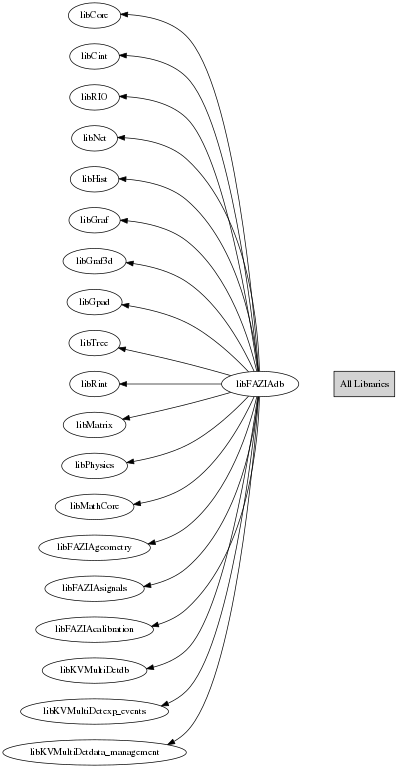 libCore
libCint
libRIO
libNet
libHist
libGraf
libGraf3d
libGpad
libTree
libRint
libFAZIAdb
All Libraries
libMatrix
libPhysics
libMathCore
libFAZIAgeometry
libFAZIAsignals
libFAZIAcalibration
libKVMultiDetdb
libKVMultiDetexp_events
libKVMultiDetdata_management